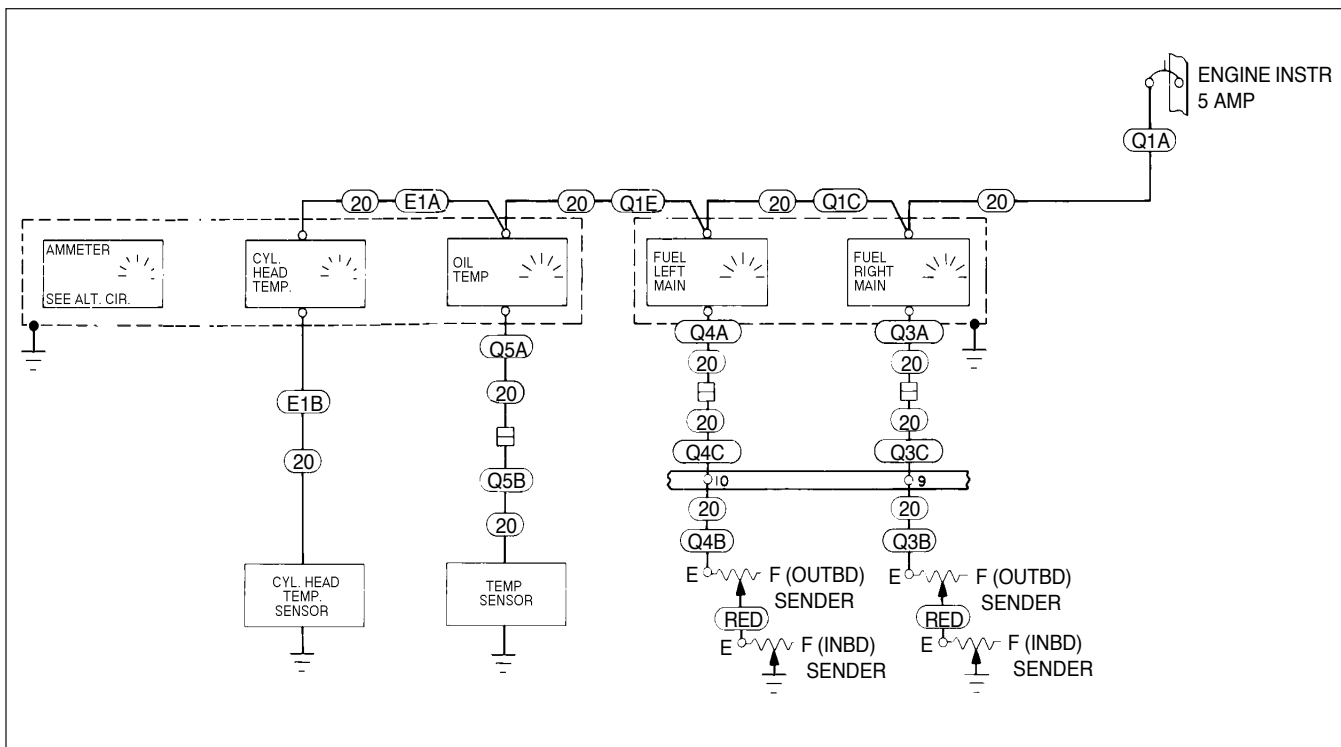 ENGINE INSTR
5 AMP
Q1A
20 E1A 20 Q1E 20 Q1C 20
AMMETER
SEE ALT. CIR.
CYL.
HEAD
TEMP.
OIL
TEMP
FUEL
LEFT
MAIN
FUEL
RIGHT
MAIN
Q4A Q3A
Q5A
20 20
20
E1B
20 20
Q4C Q3C
20
Q5B
10 9
20 20
20
Q4B Q3B
CYL. HEAD
TEMP.
SENSOR
TEMP
SENSOR
E F (OUTBD)
SENDER
RED
E F (INBD)
SENDER
E F (OUTBD)
SENDER
RED
E F (INBD)
SENDER